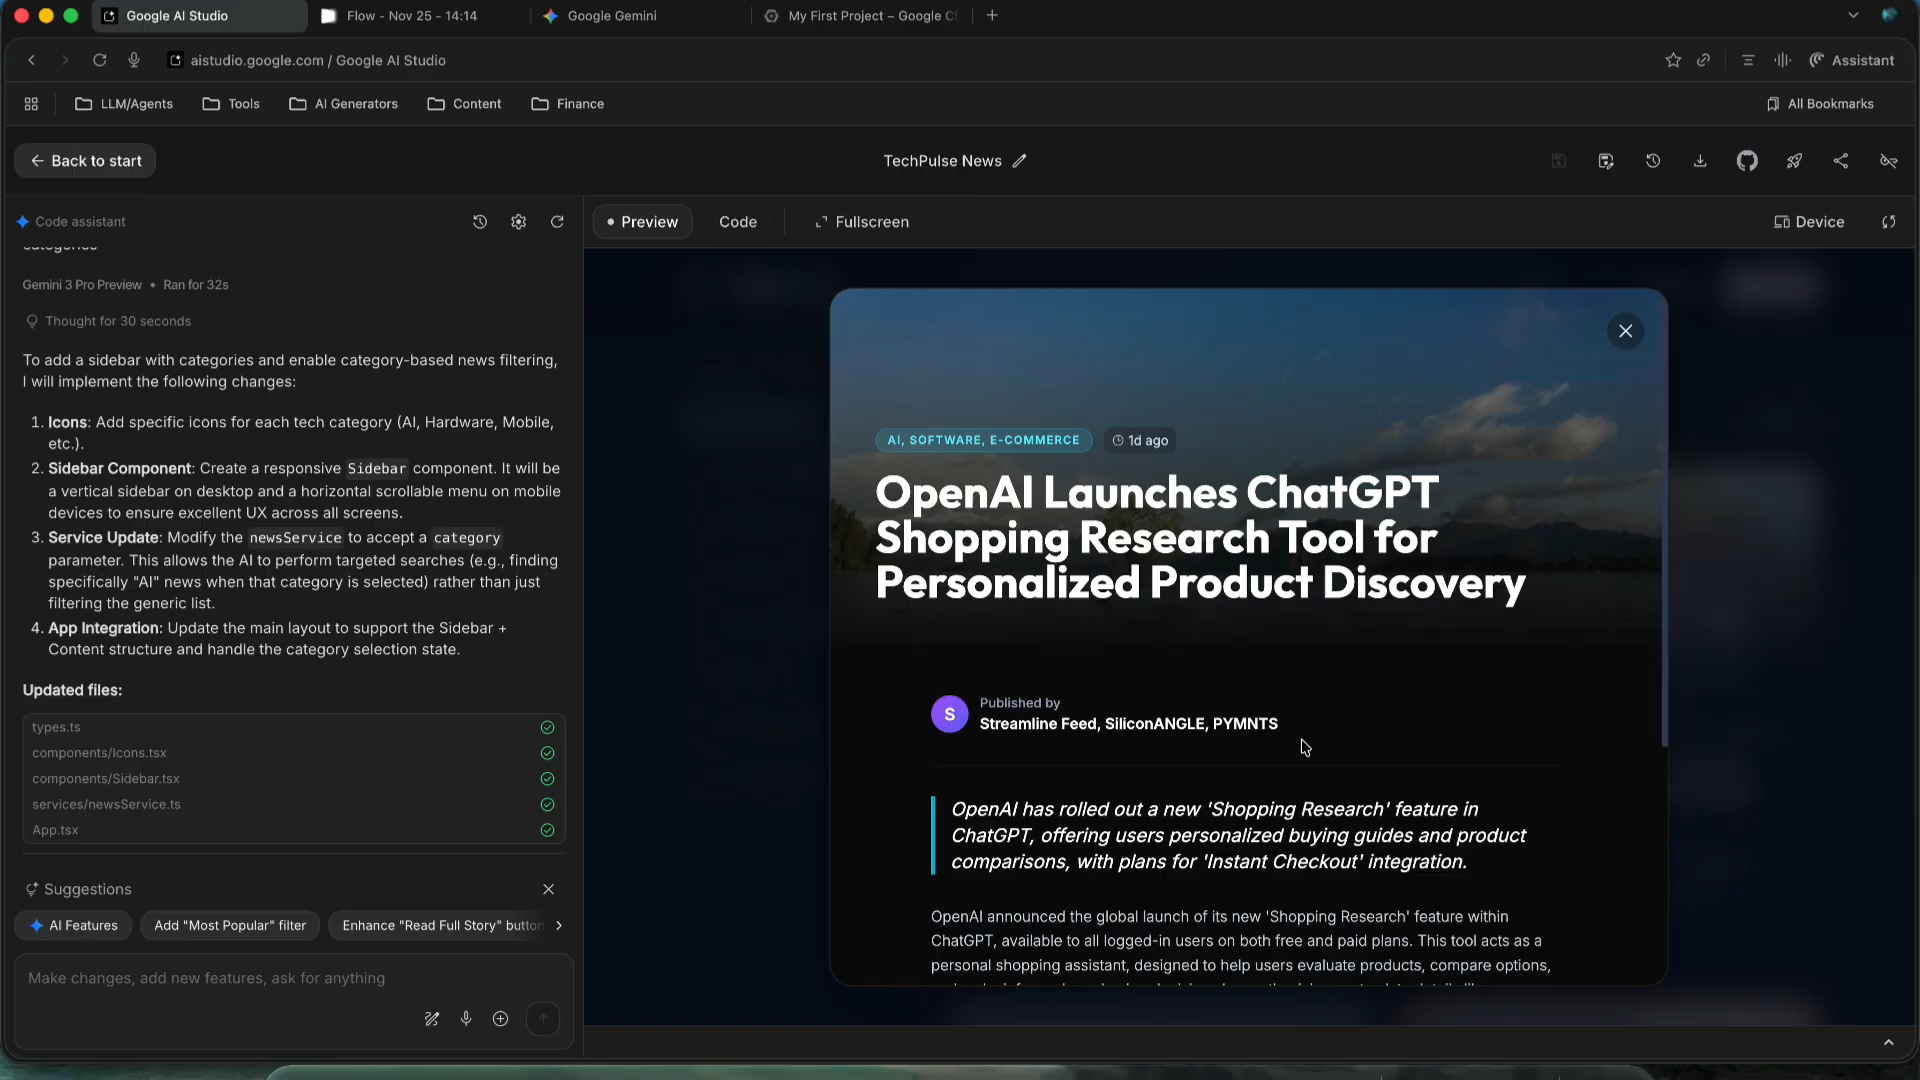 Google AI Studio
Flow - Nov 25 - 14:14
Google Gemini
My First Project – Google Cl
aistudio.google.com / Google AI Studio
Assistant
LLM/Agents
Tools
AI Generators
Content
Finance
All Bookmarks
Back to start
TechPulse News
Code assistant
Preview
Code
Fullscreen
Device
categories
Gemini 3 Pro Preview • Ran for 32s
Thought for 30 seconds
To add a sidebar with categories and enable category-based news filtering,
I will implement the following changes:
1. Icons: Add specific icons for each tech category (AI, Hardware, Mobile,
etc.).
2. Sidebar Component: Create a responsive Sidebar component. It will be
a vertical sidebar on desktop and a horizontal scrollable menu on mobile
devices to ensure excellent UX across all screens.
3. Service Update: Modify the newsService to accept a category
parameter. This allows the AI to perform targeted searches (e.g., finding
specifically "AI" news when that category is selected) rather than just
filtering the generic list.
4. App Integration: Update the main layout to support the Sidebar +
Content structure and handle the category selection state.
Updated files:
types.ts
components/Icons.tsx
components/Sidebar.tsx
services/newsService.ts
App.tsx
Suggestions
AI Features
Add "Most Popular" filter
Enhance "Read Full Story" button
Make changes, add new features, ask for anything
AI, SOFTWARE, E-COMMERCE
1d ago
OpenAI Launches ChatGPT
Shopping Research Tool for
Personalized Product Discovery
S
Published by
Streamline Feed, SiliconANGLE, PYMNTS
OpenAI has rolled out a new 'Shopping Research' feature in
ChatGPT, offering users personalized buying guides and product
comparisons, with plans for 'Instant Checkout' integration.
OpenAI announced the global launch of its new 'Shopping Research' feature within
ChatGPT, available to all logged-in users on both free and paid plans. This tool acts as a
personal shopping assistant, designed to help users evaluate products, compare options,